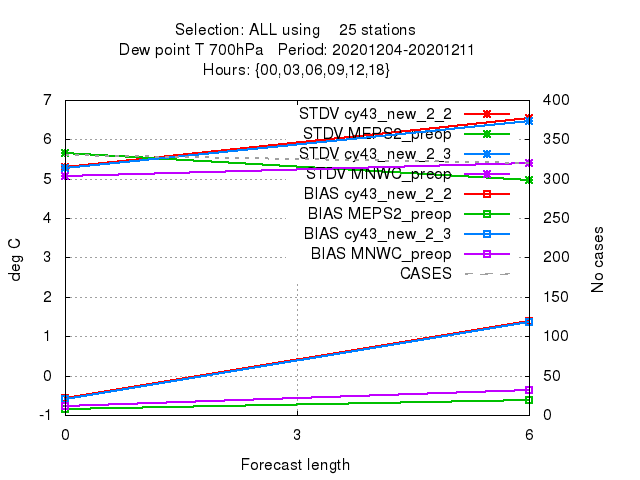 Selection: ALL using 25 stations
Dew point T 700hPa Period: 20201204-20201211
Hours: {00,03,06,09,12,18}
7 400
STDV cy43_new_2_2
6 350
STDV MEPS2_preop
STDV cy43_new_2_3
5 300
STDV MNWC_preop
BIAS cy43_new_2_2
4 250
BIAS MEPS2_preop
BIAS cy43_new_2_3
3 200
BIAS MNWC_preop
CASES
2 150
1 100
0 50
-1 0
deg C
No cases
0 3 6
Forecast length